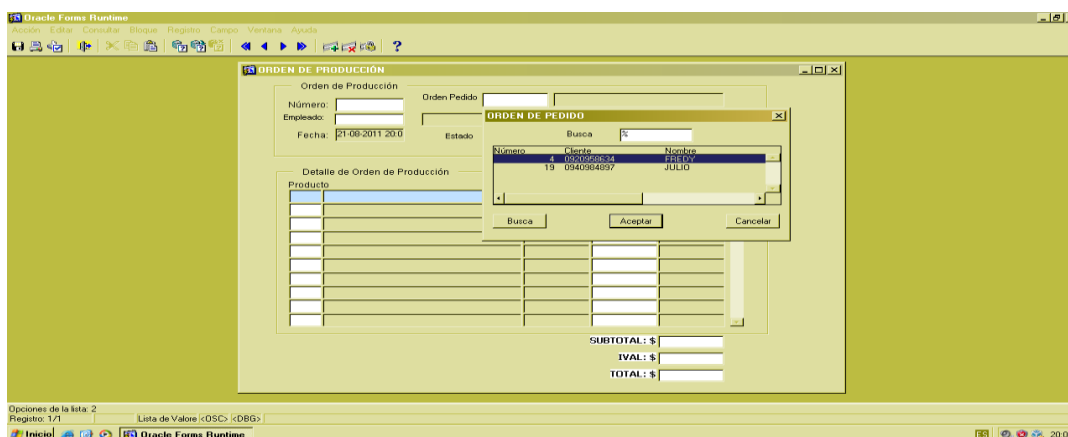 Oracle Forms Runtime
Acción Editar Consultar Bloque Registro Campo Ventana Ayuda
ORDEN DE PRODUCCIÓN
Orden de Producción
Número:
Orden Pedido
Empleado:
Fecha: 21-08-2011 20:0
Estado
ORDEN DE PEDIDO
Busca %
Número Cliente Nombre
4 0920958634 FREDY
19 0940984897 JULIO
Busca Aceptar Cancelar
Detalle de Orden de Producción
Producto
SUBTOTAL: $
IVAL: $
TOTAL: $
Opciones de la lista: 2
Registro: 1/1 Lista de Valore <OSC> <DBG>
Inicio Oracle Forms Runtime ES 20:0